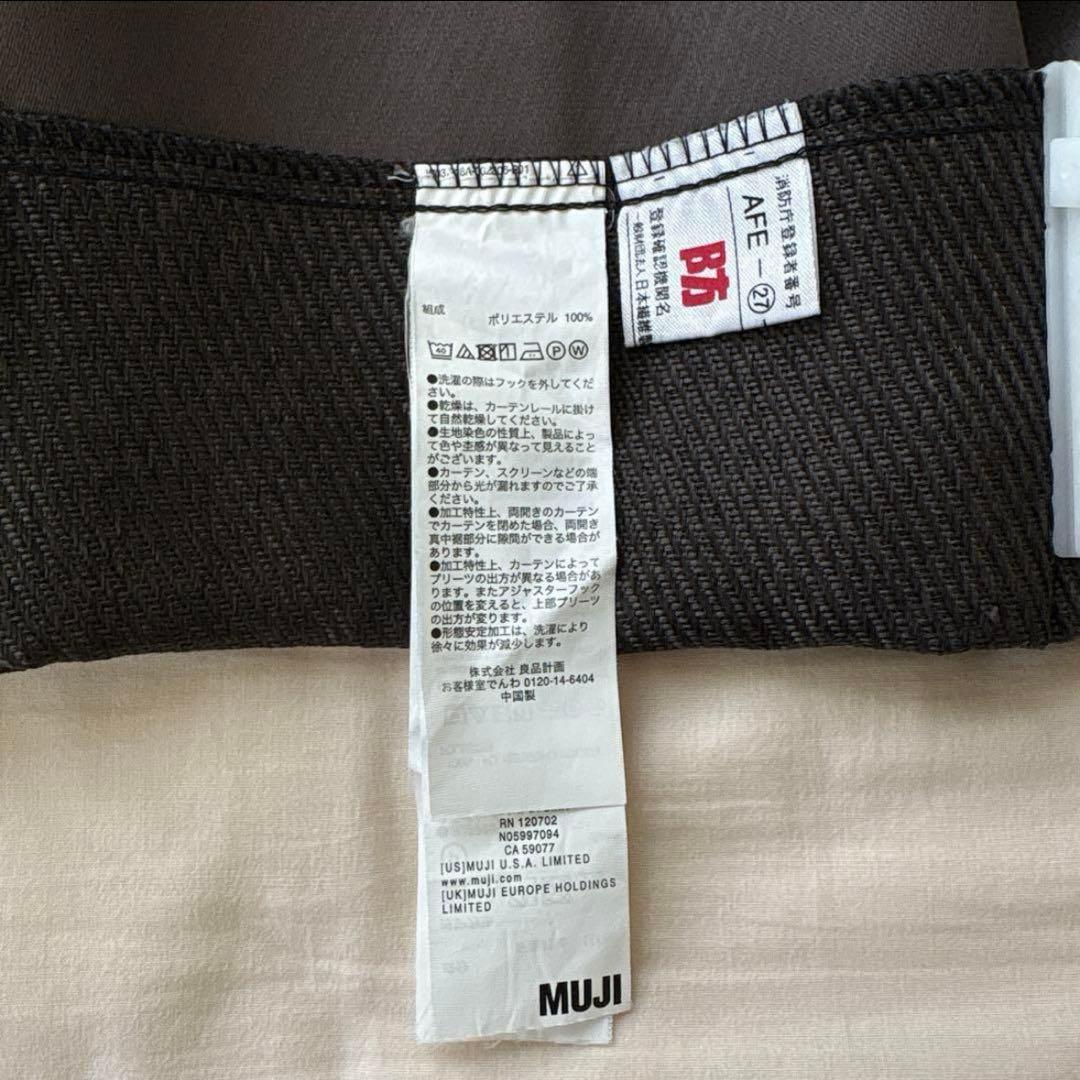 組成
ポリエステル 100%
40
P W
●洗濯の際はフックを外してくだ
さい。
●乾燥は、カーテンレールに掛け
て自然乾燥してください。
●生地染色の性質上、製品によっ
て色や杢感が異なって見えること
がございます。
●カーテン、スクリーンなどの端
部分から光が漏れますのでご了承
ください。
●加工特性上、両開きのカーテン
でカーテンを閉めた場合、両開き
真中裾部分に隙間ができる場合が
あります。
●加工特性上、カーテンによって
プリーツの出方が異なる場合があ
ります。またアジャスターフック
の位置を変えると、上部プリーツ
の出方が変ります。
●形態安定加工は、洗濯により
徐々に効果が減少します。
株式会社 良品計画
お客様室でんわ 0120-14-6404
中国製
RN 120702
N05997094
CA 59077
[US]MUJI U.S.A. LIMITED
www.muji.com
[UK]MUJI EUROPE HOLDINGS
LIMITED
MUJI
消防庁登録者番号
AFE－㉗－
B方
登録確認機関名
一般財団法人 日本繊維